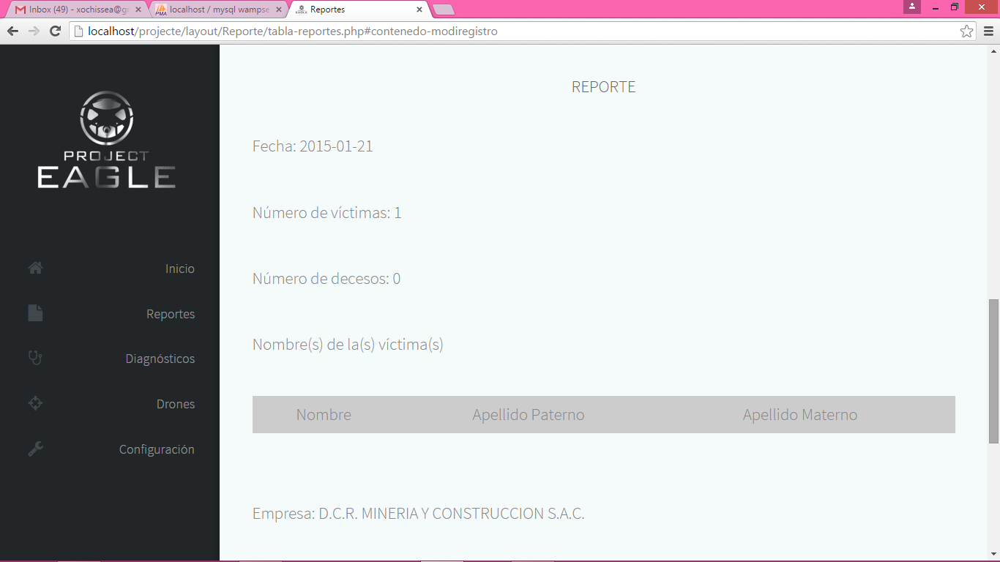 Inbox (49) - xochissea@gr
localhost / mysql wampse
Reportes
localhost/projecte/layout/Reporte/tabla-reportes.php#contenedo-modiregistro
PROJECT
EAGLE
Inicio
Reportes
Diagnósticos
Drones
Configuración
REPORTE
Fecha: 2015-01-21
Número de víctimas: 1
Número de decesos: 0
Nombre(s) de la(s) víctima(s)
Nombre Apellido Paterno Apellido Materno
Empresa: D.C.R. MINERIA Y CONSTRUCCION S.A.C.